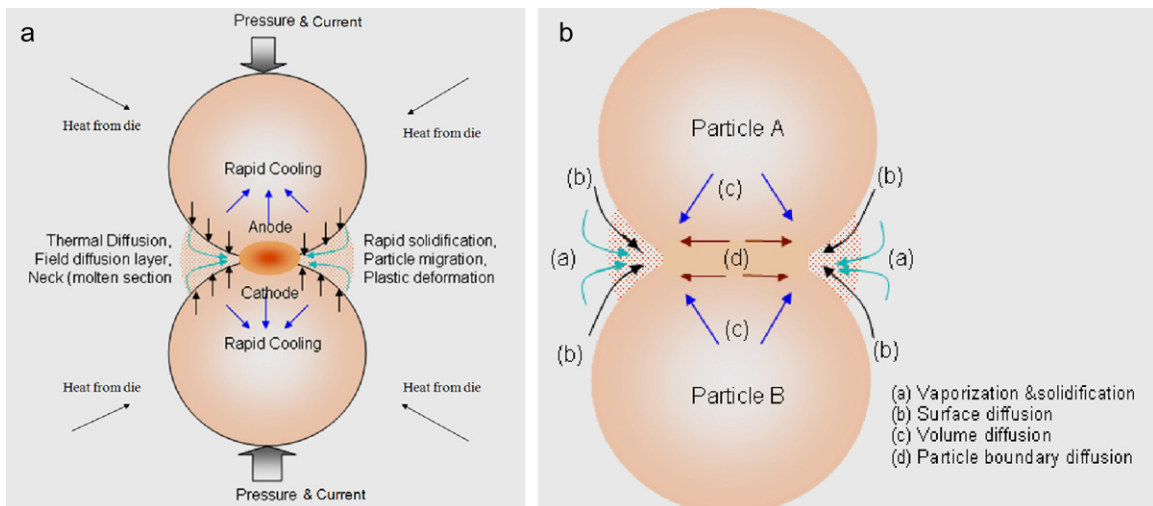 a
Pressure & Current
Heat from die
Heat from die
Rapid Cooling
Anode
Thermal Diffusion,
Field diffusion layer,
Neck (molten section
Rapid solidification,
Particle migration,
Plastic deformation
Cathode
Rapid Cooling
Heat from die
Heat from die
Pressure & Current
b
Particle A
(b)
(b)
(c)
(a)
(d)
(a)
(c)
(b)
(b)
Particle B
(a) Vaporization &solidification
(b) Surface diffusion
(c) Volume diffusion
(d) Particle boundary diffusion